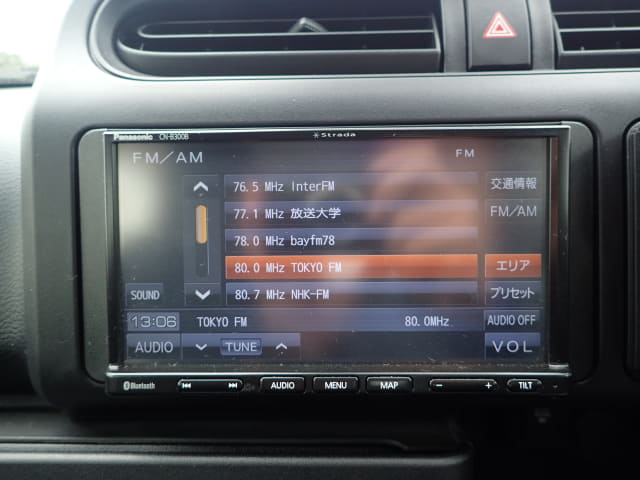 Panasonic CN-B300B
Strada
FM/AM
FM
76.5 MHz InterFM
交通情報
77.1 MHz 放送大学
FM/AM
78.0 MHz bayfm78
80.0 MHz TOKYO FM
エリア
SOUND
80.7 MHz NHK-FM
プリセット
13:06
TOKYO FM
80.0MHz
AUDIO OFF
AUDIO
TUNE
VOL
Bluetooth
AUDIO
MENU
MAP
TILT